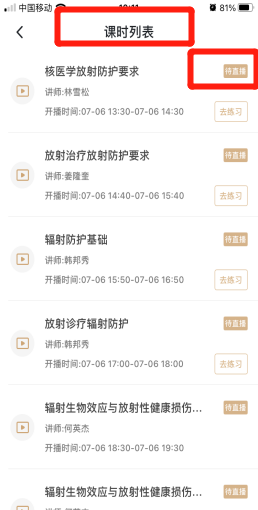 中国移动
81%
课时列表
核医学放射防护要求
待直播
讲师:林雪松
开播时间:07-06 13:30-07-06 14:30
去练习
放射治疗放射防护要求
待直播
讲师:姜隆奎
开播时间:07-06 14:40-07-06 15:40
去练习
辐射防护基础
待直播
讲师:韩邦秀
开播时间:07-06 15:50-07-06 16:50
去练习
放射诊疗辐射防护
待直播
讲师:韩邦秀
开播时间:07-06 17:00-07-06 18:00
去练习
辐射生物效应与放射性健康损伤...
待直播
讲师:何英杰
开播时间:07-06 18:30-07-06 19:30
辐射生物效应与放射性健康损伤...
待直播